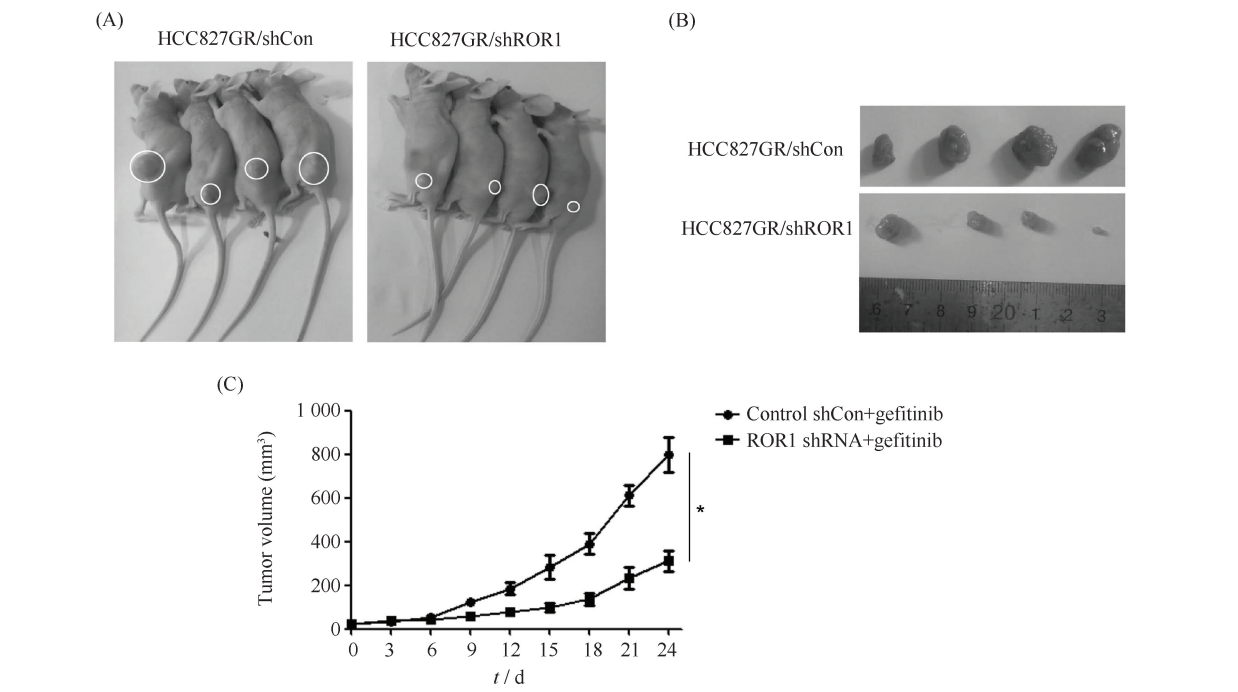 (A)
HCC827GR/shCon
HCC827GR/shROR1
(B)
HCC827GR/shCon
HCC827GR/shROR1
6 7 8 9 20 1 2 3
(C)
Tumor volume (mm³)
1 000
800
600
400
200
0
0 3 6 9 12 15 18 21 24
t / d
Control shCon+gefitinib
ROR1 shRNA+gefitinib
*